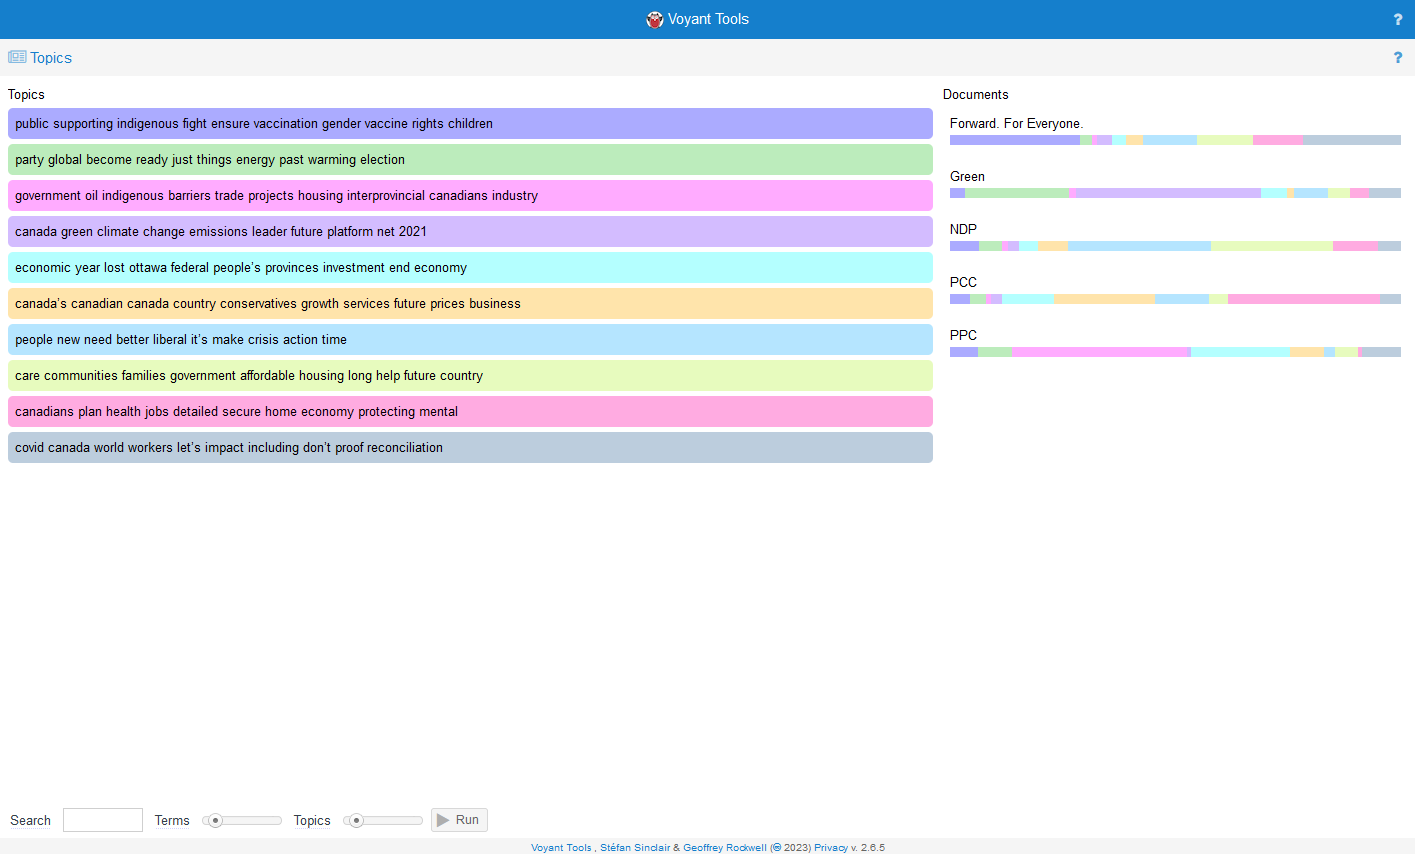 Voyant Tools
?
Topics
?
Topics
public supporting indigenous fight ensure vaccination gender vaccine rights children
party global become ready just things energy past warming election
government oil indigenous barriers trade projects housing interprovincial canadians industry
canada green climate change emissions leader future platform net 2021
economic year lost ottawa federal people's provinces investment end economy
canada's canadian canada country conservatives growth services future prices business
people new need better liberal it's make crisis action time
care communities families government affordable housing long help future country
canadians plan health jobs detailed secure home economy protecting mental
covid canada world workers let's impact including don't proof reconciliation
Documents
Forward. For Everyone.
Green
NDP
PCC
PPC
Search Terms Topics Run
Voyant Tools , Stéfan Sinclair & Geoffrey Rockwell (🄯 2023) Privacy v. 2.6.5